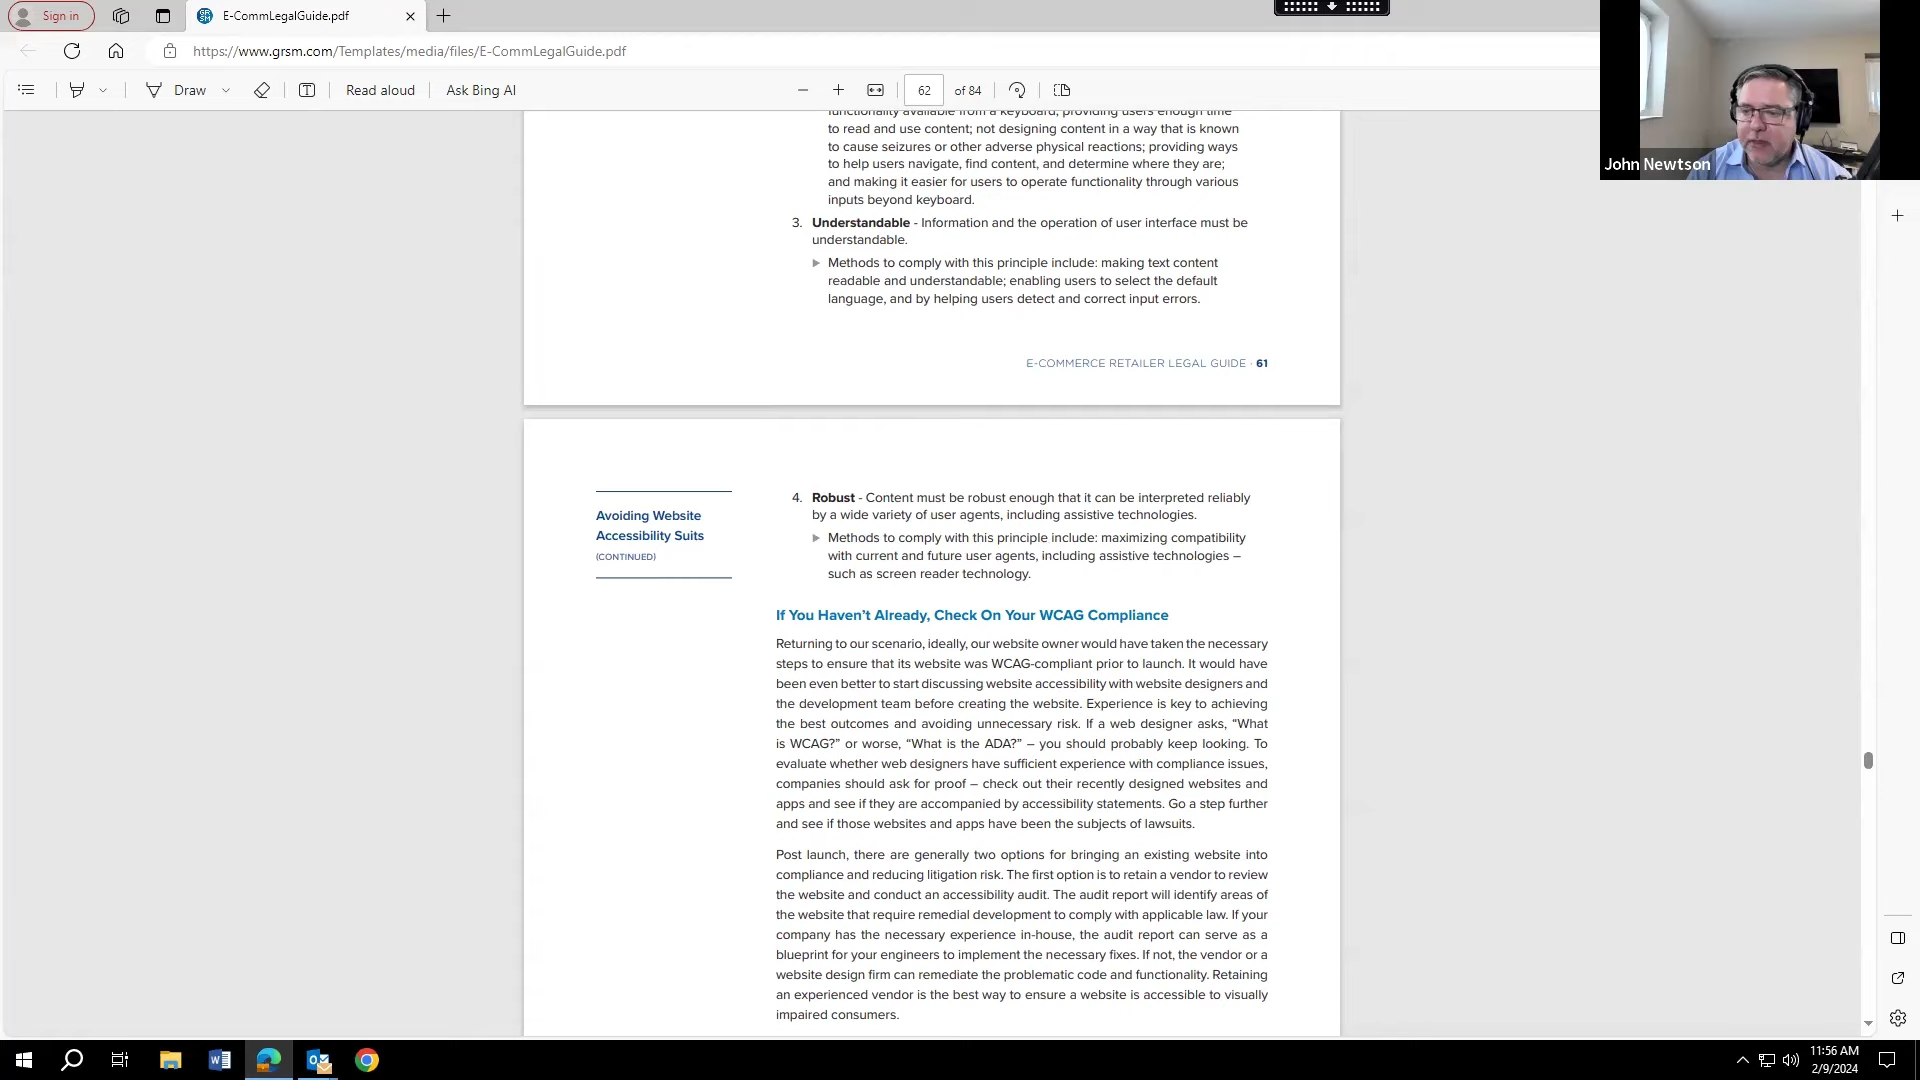 Sign in
E-CommLegalGuide.pdf
https://www.grsm.com/Templates/media/files/E-CommLegalGuide.pdf
Draw
Read aloud
Ask Bing AI
62
of 84
John Newtson
functionality available from a keyboard; providing users enough time
to read and use content; not designing content in a way that is known
to cause seizures or other adverse physical reactions; providing ways
to help users navigate, find content, and determine where they are;
and making it easier for users to operate functionality through various
inputs beyond keyboard.
3. Understandable - Information and the operation of user interface must be
understandable.
Methods to comply with this principle include: making text content
readable and understandable; enabling users to select the default
language, and by helping users detect and correct input errors.
E-COMMERCE RETAILER LEGAL GUIDE · 61
Avoiding Website
Accessibility Suits
(CONTINUED)
4. Robust - Content must be robust enough that it can be interpreted reliably
by a wide variety of user agents, including assistive technologies.
Methods to comply with this principle include: maximizing compatibility
with current and future user agents, including assistive technologies –
such as screen reader technology.
If You Haven’t Already, Check On Your WCAG Compliance
Returning to our scenario, ideally, our website owner would have taken the necessary
steps to ensure that its website was WCAG-compliant prior to launch. It would have
been even better to start discussing website accessibility with website designers and
the development team before creating the website. Experience is key to achieving
the best outcomes and avoiding unnecessary risk. If a web designer asks, “What
is WCAG?” or worse, “What is the ADA?” – you should probably keep looking. To
evaluate whether web designers have sufficient experience with compliance issues,
companies should ask for proof – check out their recently designed websites and
apps and see if they are accompanied by accessibility statements. Go a step further
and see if those websites and apps have been the subjects of lawsuits.
Post launch, there are generally two options for bringing an existing website into
compliance and reducing litigation risk. The first option is to retain a vendor to review
the website and conduct an accessibility audit. The audit report will identify areas of
the website that require remedial development to comply with applicable law. If your
company has the necessary experience in-house, the audit report can serve as a
blueprint for your engineers to implement the necessary fixes. If not, the vendor or a
website design firm can remediate the problematic code and functionality. Retaining
an experienced vendor is the best way to ensure a website is accessible to visually
impaired consumers.
11:56 AM
2/9/2024